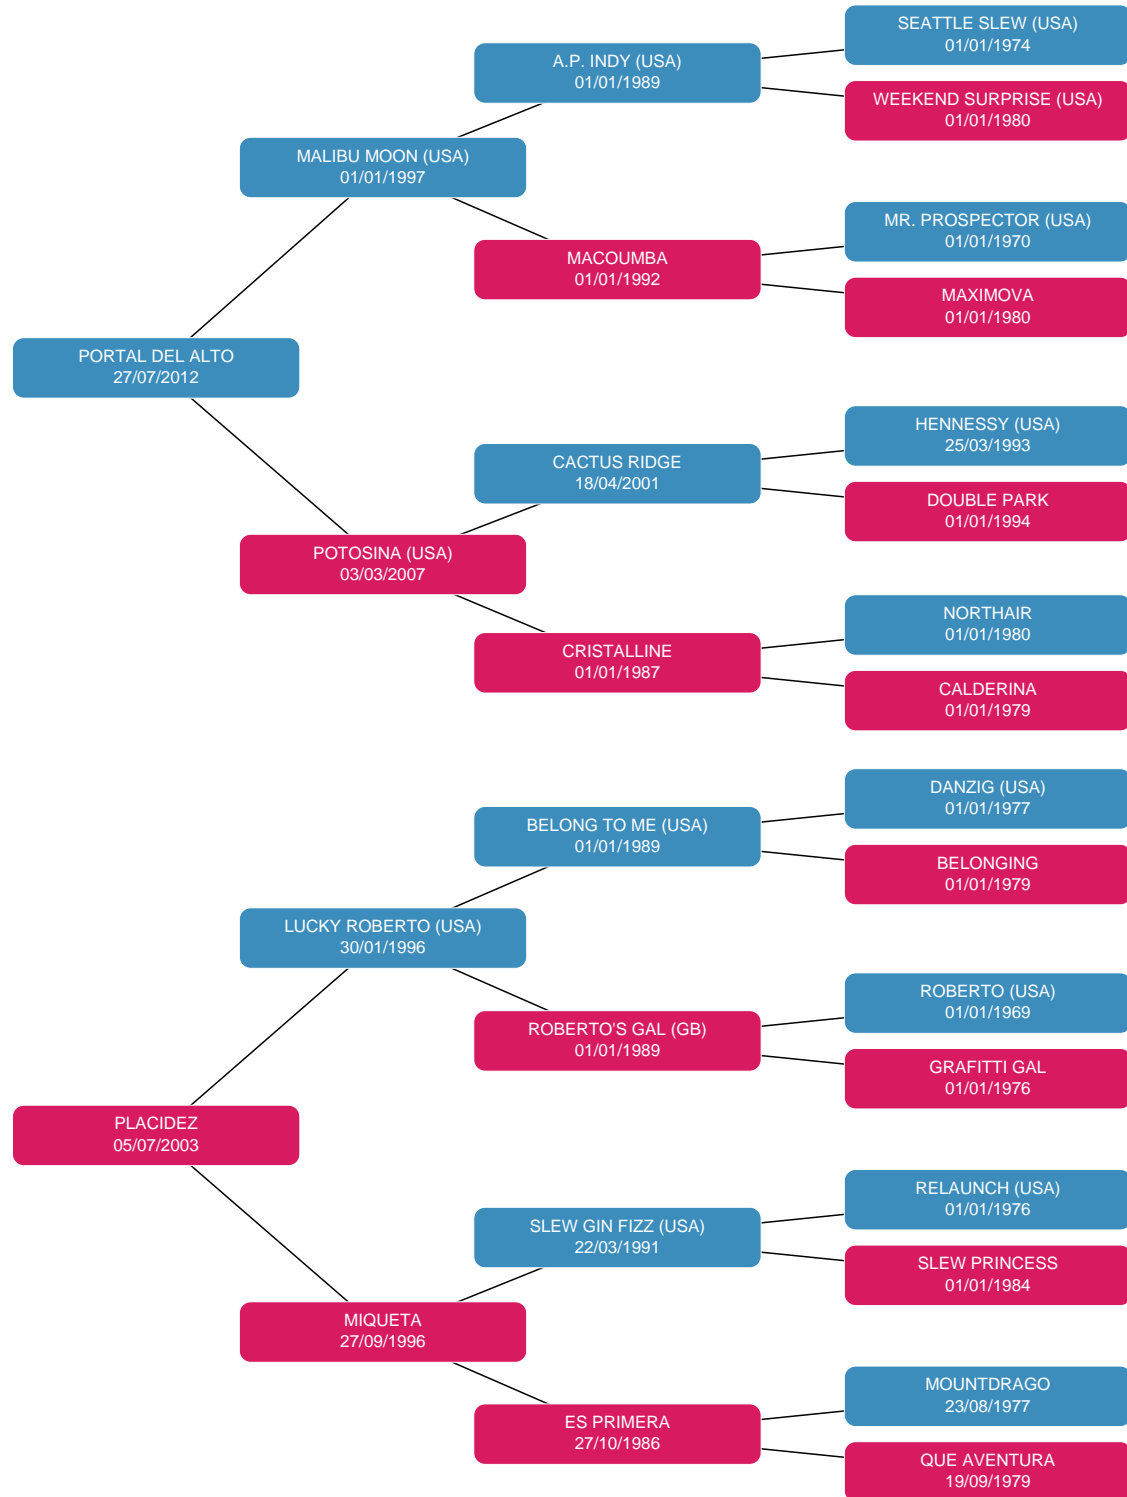 SEATTLE SLEW (USA)
01/01/1974
A.P. INDY (USA)
01/01/1989
WEEKEND SURPRISE (USA)
01/01/1980
MALIBU MOON (USA)
01/01/1997
MR. PROSPECTOR (USA)
01/01/1970
MACOUMBA
01/01/1992
MAXIMOVA
01/01/1980
PORTAL DEL ALTO
27/07/2012
HENNESSY (USA)
25/03/1993
CACTUS RIDGE
18/04/2001
DOUBLE PARK
01/01/1994
POTOSINA (USA)
03/03/2007
NORTHAIR
01/01/1980
CRISTALLINE
01/01/1987
CALDERINA
01/01/1979
DANZIG (USA)
01/01/1977
BELONG TO ME (USA)
01/01/1989
BELONGING
01/01/1979
LUCKY ROBERTO (USA)
30/01/1996
ROBERTO (USA)
01/01/1969
ROBERTO'S GAL (GB)
01/01/1989
GRAFITTI GAL
01/01/1976
PLACIDEZ
05/07/2003
RELAUNCH (USA)
01/01/1976
SLEW GIN FIZZ (USA)
22/03/1991
SLEW PRINCESS
01/01/1984
MIQUETA
27/09/1996
MOUNTDRAGO
23/08/1977
ES PRIMERA
27/10/1986
QUE AVENTURA
19/09/1979